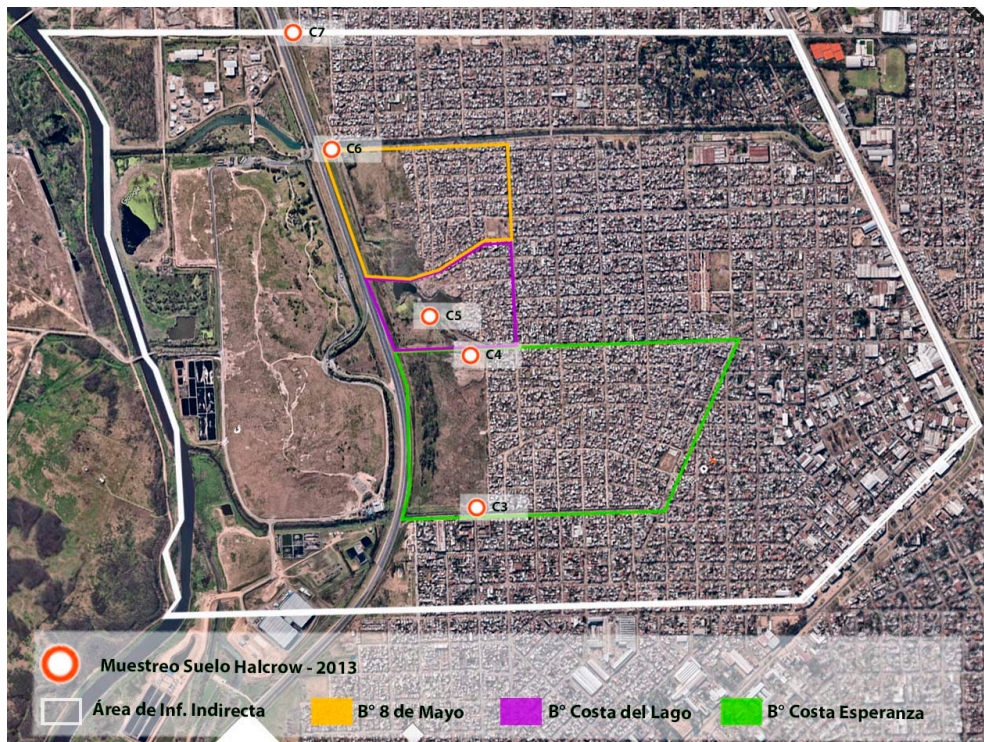 C7
C6
C5
C4
C3
Muestreo Suelo Halcrow - 2013
Área de Inf. Indirecta
B° 8 de Mayo
B° Costa del Lago
B° Costa Esperanza